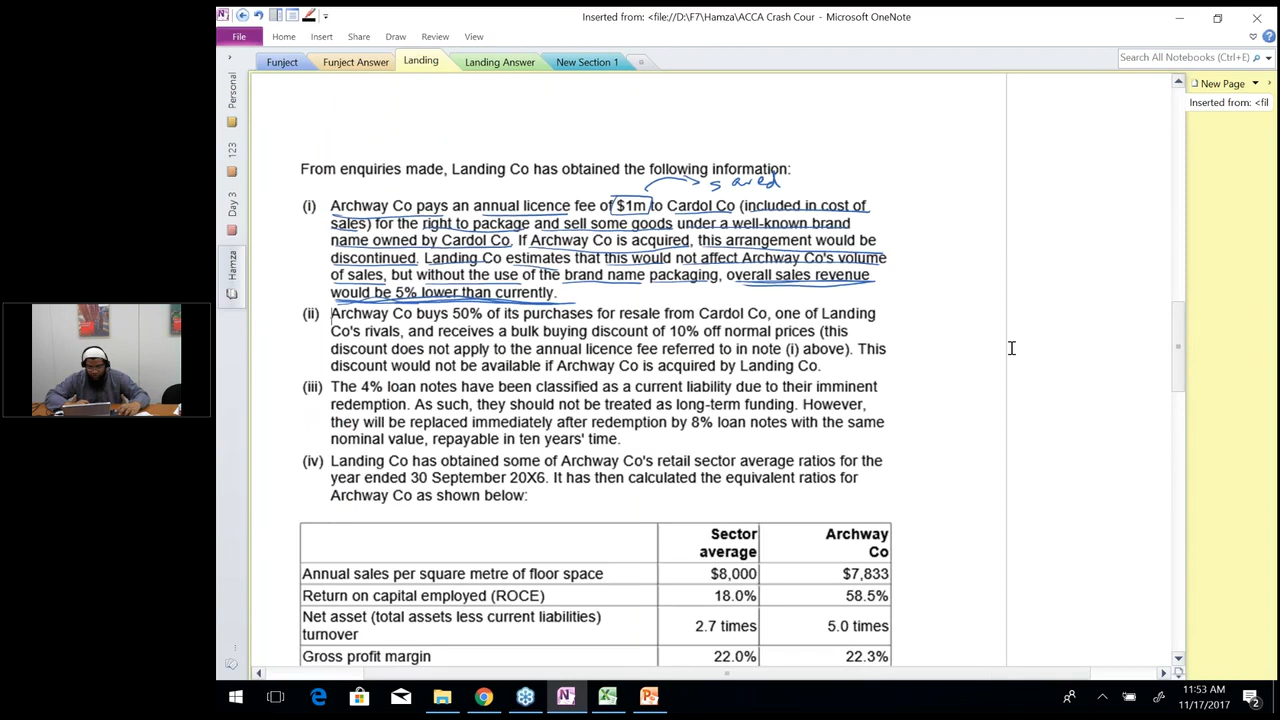 Inserted from: <file://D:\F7\Hamza\ACCA Crash Cour - Microsoft OneNote
File Home Insert Share Draw Review View
Funject Funject Answer Landing Landing Answer New Section 1
Search All Notebooks (Ctrl+E)
New Page
Inserted from: <fil
Personal
123
Day 3
Hamza
From enquiries made, Landing Co has obtained the following information:
saved
(i) Archway Co pays an annual licence fee of $1m to Cardol Co (included in cost of
sales) for the right to package and sell some goods under a well-known brand
name owned by Cardol Co. If Archway Co is acquired, this arrangement would be
discontinued. Landing Co estimates that this would not affect Archway Co's volume
of sales, but without the use of the brand name packaging, overall sales revenue
would be 5% lower than currently.
(ii) Archway Co buys 50% of its purchases for resale from Cardol Co, one of Landing
Co's rivals, and receives a bulk buying discount of 10% off normal prices (this
discount does not apply to the annual licence fee referred to in note (i) above). This
discount would not be available if Archway Co is acquired by Landing Co.
(iii) The 4% loan notes have been classified as a current liability due to their imminent
redemption. As such, they should not be treated as long-term funding. However,
they will be replaced immediately after redemption by 8% loan notes with the same
nominal value, repayable in ten years' time.
(iv) Landing Co has obtained some of Archway Co's retail sector average ratios for the
year ended 30 September 20X6. It has then calculated the equivalent ratios for
Archway Co as shown below:
Sector Archway
average Co
Annual sales per square metre of floor space $8,000 $7,833
Return on capital employed (ROCE) 18.0% 58.5%
Net asset (total assets less current liabilities)
turnover 2.7 times 5.0 times
Gross profit margin 22.0% 22.3%
11:53 AM
11/17/2017
2